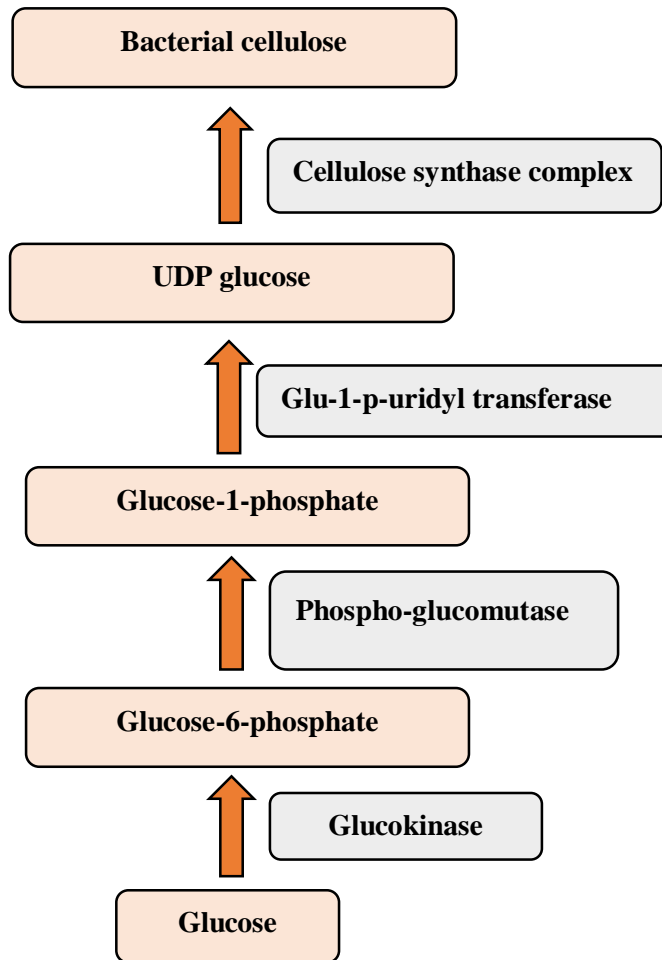 Bacterial cellulose
Cellulose synthase complex
UDP glucose
Glu-1-p-uridyl transferase
Glucose-1-phosphate
Phospho-glucomutase
Glucose-6-phosphate
Glucokinase
Glucose